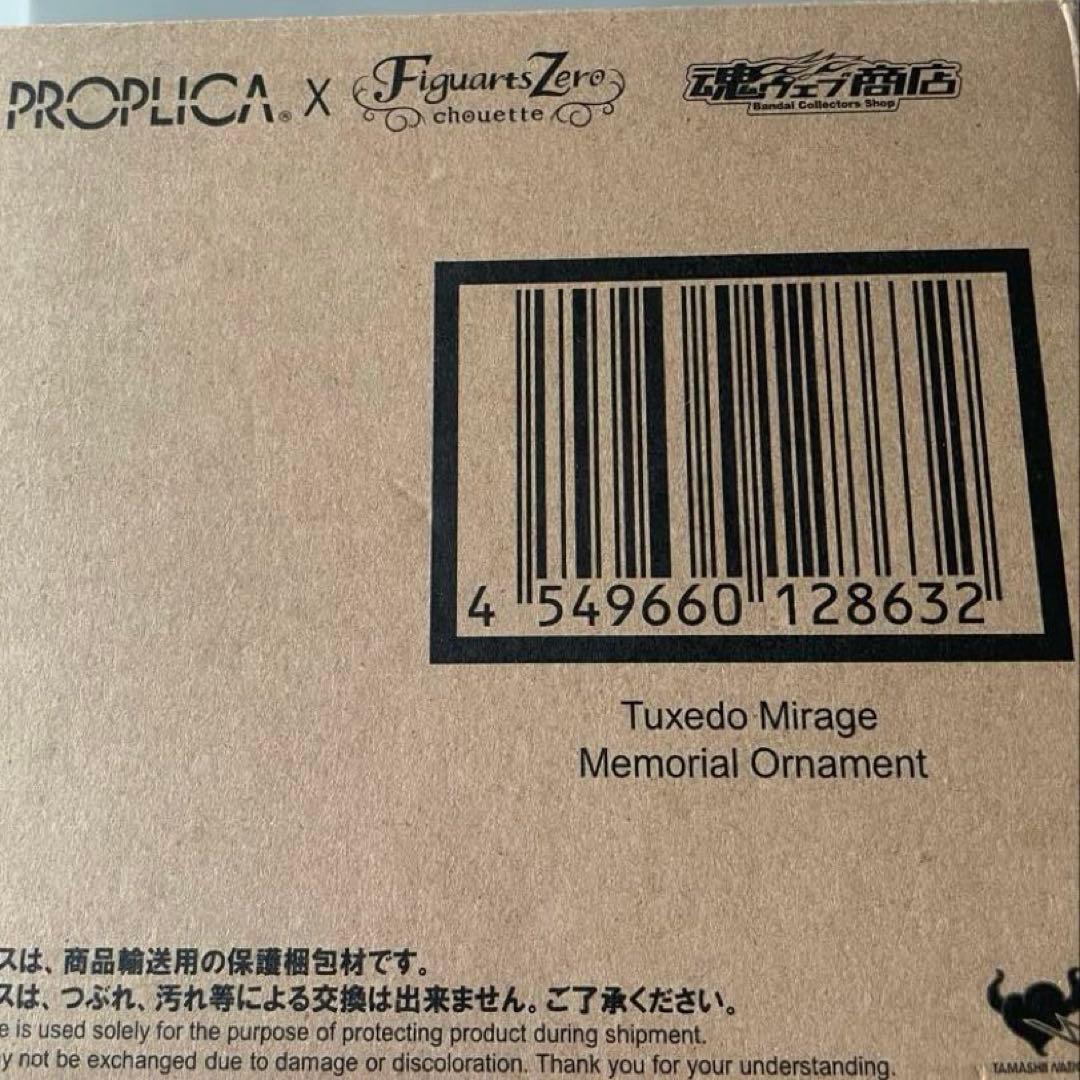 PROPLICA® X FiguartsZero chouette 魂ウェブ商店 Bandai Collectors Shop
4 549660 128632
Tuxedo Mirage
Memorial Ornament
スは、商品輸送用の保護梱包材です。
スは、つぶれ、汚れ等による交換は出来ません。ご了承ください。
e is used solely for the purpose of protecting product during shipment.
y not be exchanged due to damage or discoloration. Thank you for your understanding.
TAMASHII